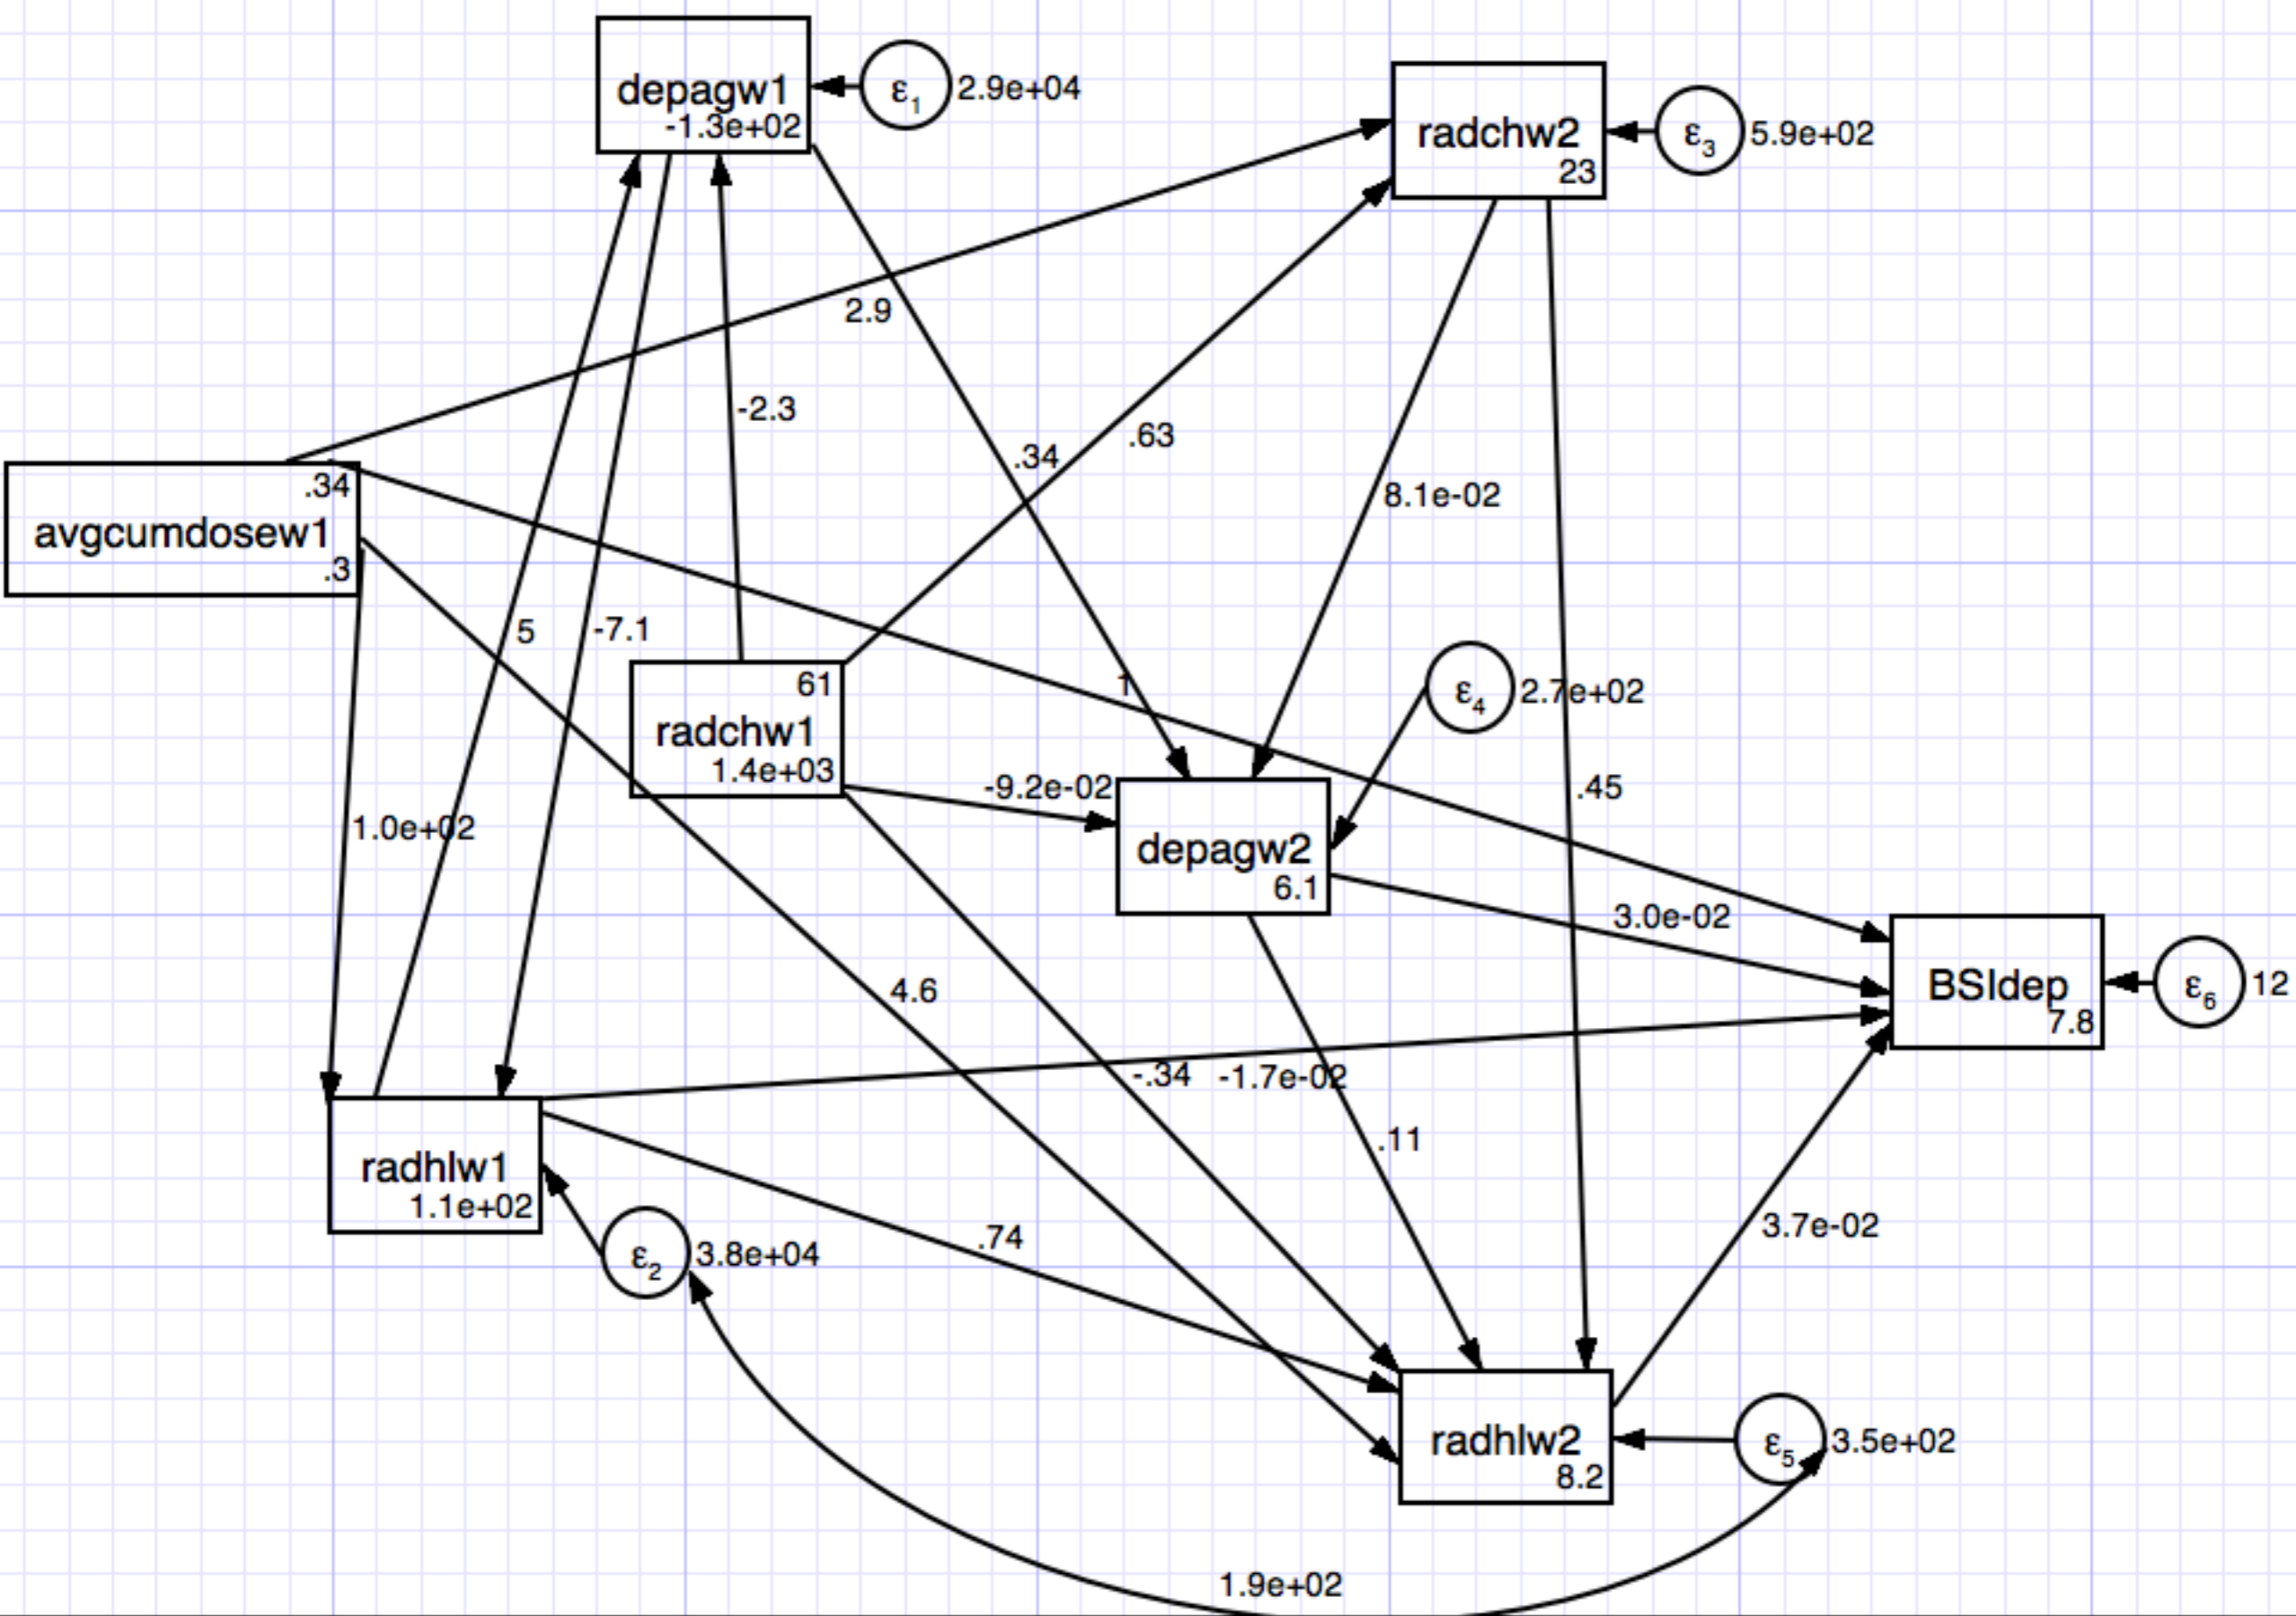 depagw1
-1.3e+02
ε1
2.9e+04
radchw2
23
ε3
5.9e+02
2.9
-2.3
.34
.63
.34
avgcumdosew1
.3
8.1e-02
5
-7.1
61
radchw1
1.4e+03
1
ε4
2.7e+02
-9.2e-02
.45
1.0e+02
depagw2
6.1
3.0e-02
4.6
BSIdep
7.8
ε6
12
-.34
-1.7e-02
.11
radhlw1
1.1e+02
.74
3.7e-02
ε2
3.8e+04
radhlw2
8.2
ε5
3.5e+02
1.9e+02